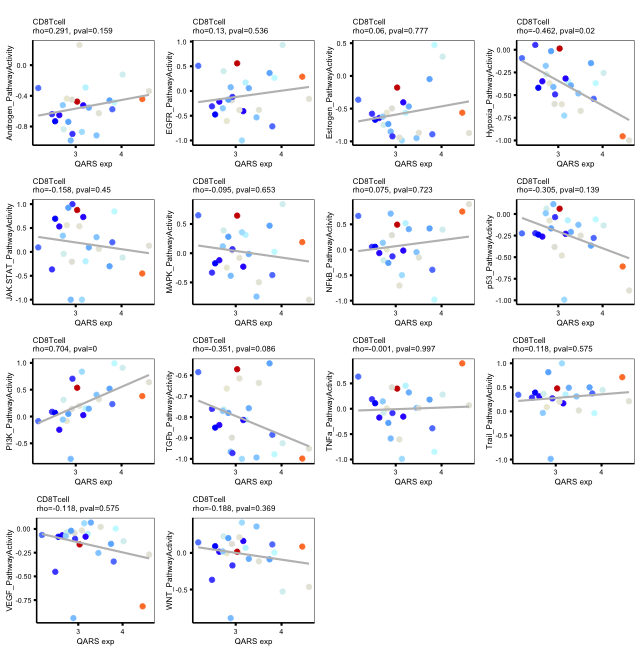 CD8Tcell
rho=0.291, pval=0.159
Androgen_PathwayActivity
0.0
-0.4
-0.8
3
4
QARS exp
CD8Tcell
rho=0.13, pval=0.536
EGFR_PathwayActivity
1.0
0.5
0.0
-0.5
-1.0
3
4
QARS exp
CD8Tcell
rho=0.06, pval=0.777
Estrogen_PathwayActivity
0.5
0.0
-0.5
-1.0
3
4
QARS exp
CD8Tcell
rho=-0.462, pval=0.02
Hypoxia_PathwayActivity
0.00
-0.25
-0.50
-0.75
-1.00
3
4
QARS exp
CD8Tcell
rho=-0.158, pval=0.45
JAK.STAT_PathwayActivity
1.0
0.5
0.0
-0.5
-1.0
3
4
QARS exp
CD8Tcell
rho=-0.095, pval=0.653
MAPK_PathwayActivity
0.5
0.0
-0.5
3
4
QARS exp
CD8Tcell
rho=0.075, pval=0.723
NFkB_PathwayActivity
0.5
0.0
-0.5
-1.0
3
4
QARS exp
CD8Tcell
rho=-0.305, pval=0.139
p53_PathwayActivity
0.0
-0.5
-1.0
3
4
QARS exp
CD8Tcell
rho=0.704, pval=0
PI3K_PathwayActivity
1.0
0.5
0.0
-0.5
3
4
QARS exp
CD8Tcell
rho=-0.351, pval=0.086
TGFb_PathwayActivity
-0.6
-0.7
-0.8
-0.9
-1.0
3
4
QARS exp
CD8Tcell
rho=-0.001, pval=0.997
TNFa_PathwayActivity
0.5
0.0
-0.5
-1.0
3
4
QARS exp
CD8Tcell
rho=0.118, pval=0.575
Trail_PathwayActivity
1.0
0.5
0.0
-0.5
-1.0
3
4
QARS exp
CD8Tcell
rho=-0.118, pval=0.575
VEGF_PathwayActivity
0.00
-0.25
-0.50
-0.75
3
4
QARS exp
CD8Tcell
rho=-0.188, pval=0.369
WNT_PathwayActivity
0.0
-0.5
3
4
QARS exp